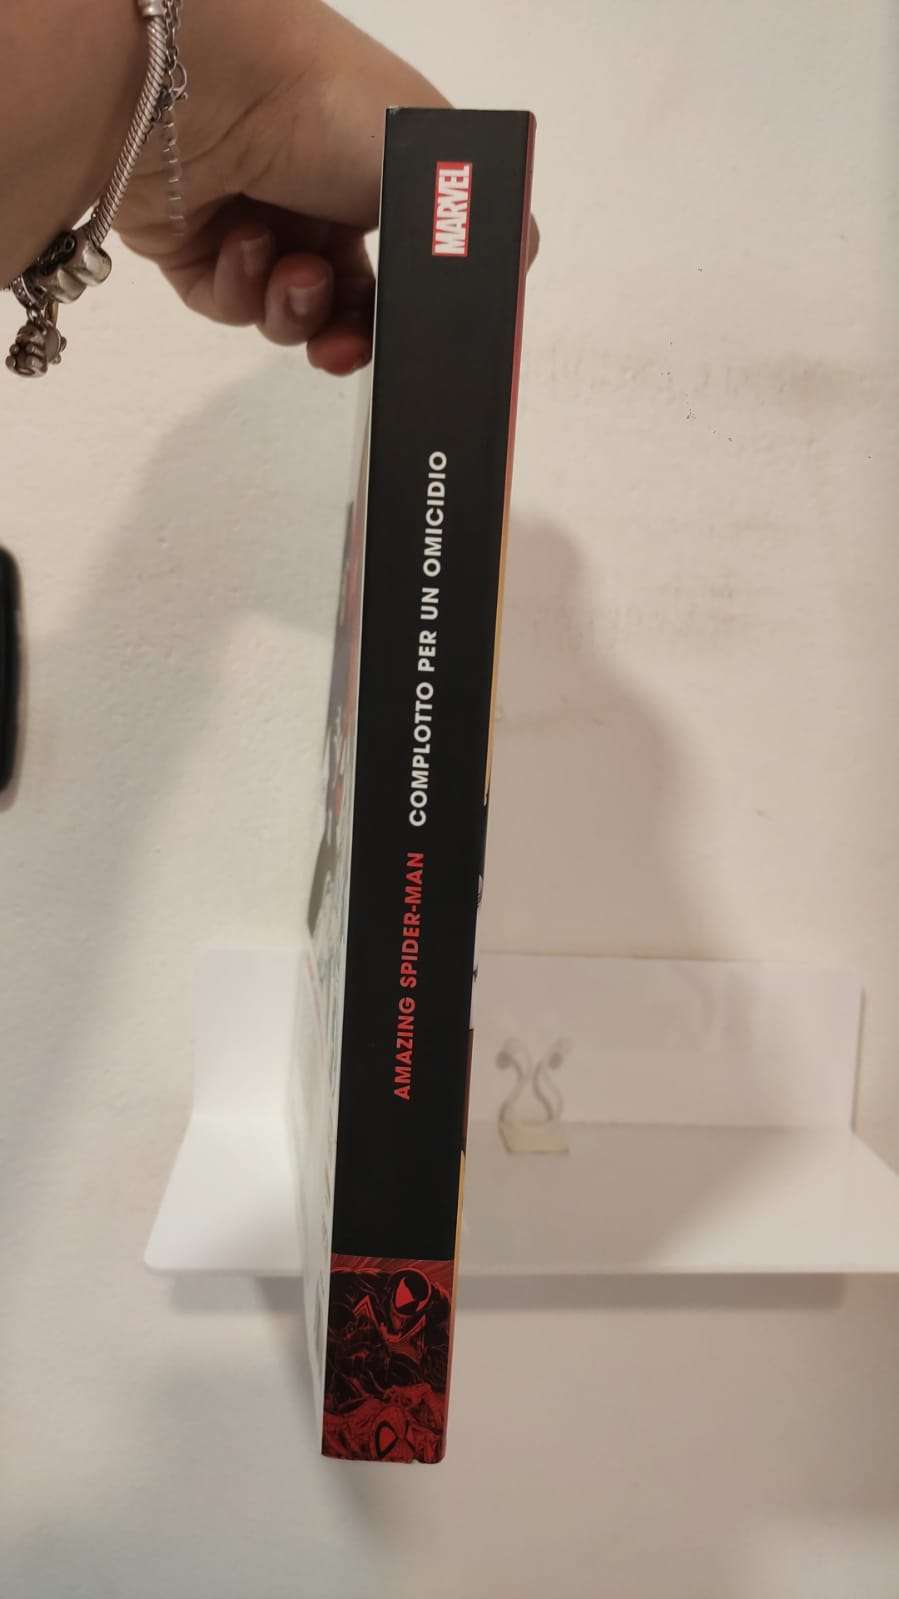 AMAZING SPIDER-MAN COMPLOTTO PER UN OMICIDIO
MARVEL